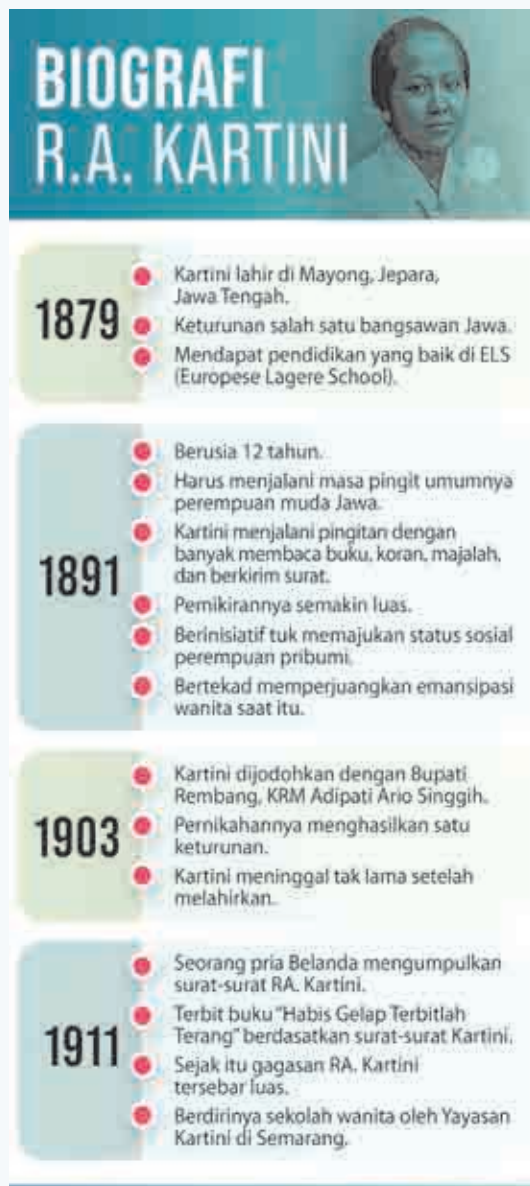 BIOGRAFI
R.A. KARTINI
1879
Kartini lahir di Mayong, Jepara,
Jawa Tengah.
Keturunan salah satu bangsawan Jawa.
Mendapat pendidikan yang baik di ELS
(Europese Lagere School).
1891
Berusia 12 tahun.
Harus menjalani masa pingit umumnya
perempuan muda Jawa.
Kartini menjalani pingitan dengan
banyak membaca buku, koran, majalah,
dan berkirim surat.
Pemikirannya semakin luas.
Berinisiatif tuk memajukan status sosial
perempuan pribumi.
Bertekad memperjuangkan emansipasi
wanita saat itu.
1903
Kartini dijodohkan dengan Bupati
Rembang, KRM Adipati Ario Singgih.
Pernikahannya menghasilkan satu
keturunan.
Kartini meninggal tak lama setelah
melahirkan.
1911
Seorang pria Belanda mengumpulkan
surat-surat RA. Kartini.
Terbit buku "Habis Gelap Terbitlah
Terang" berdasatkan surat-surat Kartini.
Sejak itu gagasan RA. Kartini
tersebar luas.
Berdirinya sekolah wanita oleh Yayasan
Kartini di Semarang.